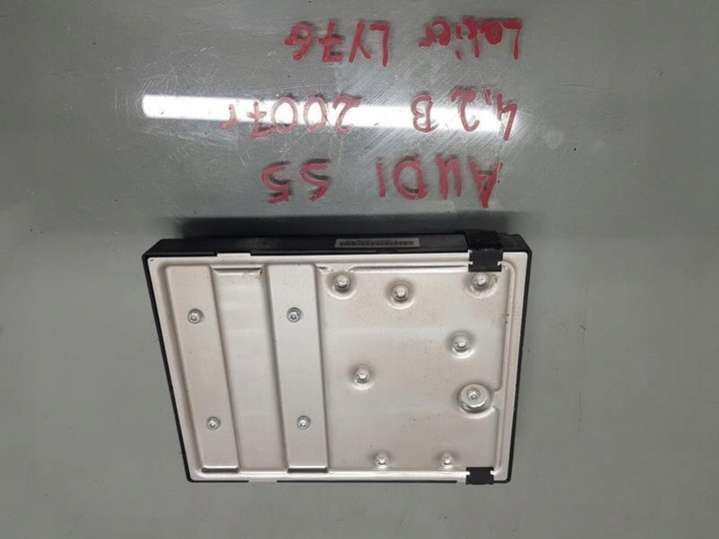 AUDI S5
4,2 B 2007r
Lakier LY7G